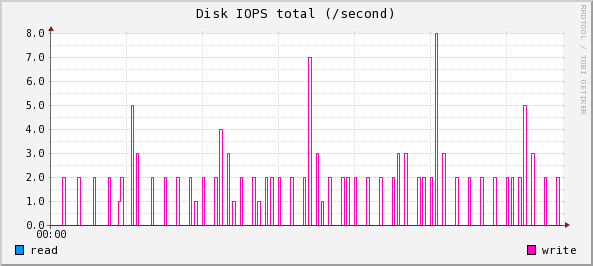 Disk IOPS total (/second)
RRDTOOL / TOBI OETIKER
8.0
7.0
6.0
5.0
4.0
3.0
2.0
1.0
0.0
00:00
read
write